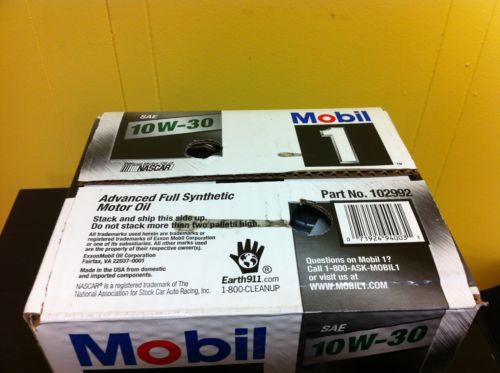 SAE
10W-30
Mobil
1
NASCAR
TM
Advanced Full Synthetic
Motor Oil
Part No. 102992
Stack and ship this side up.
Do not stack more than two pallets high.
All trademarks used herein are trademarks or
registered trademarks of Exxon Mobil Corporation
or one of its subsidiaries. All other marks used
are the property of their respective owner(s).
ExxonMobil Oil Corporation
Fairfax, VA 22037-0001
Made in the USA from domestic
and imported components.
NASCAR® is a registered trademark of The
National Association for Stock Car Auto Racing, Inc.
Earth911.com®
1-800-CLEANUP
0 71924 94009 1
Questions on Mobil 1?
Call 1-800-ASK-MOBIL1
or visit us at
WWW.MOBIL1.COM
Mobil
SAE
10W-30